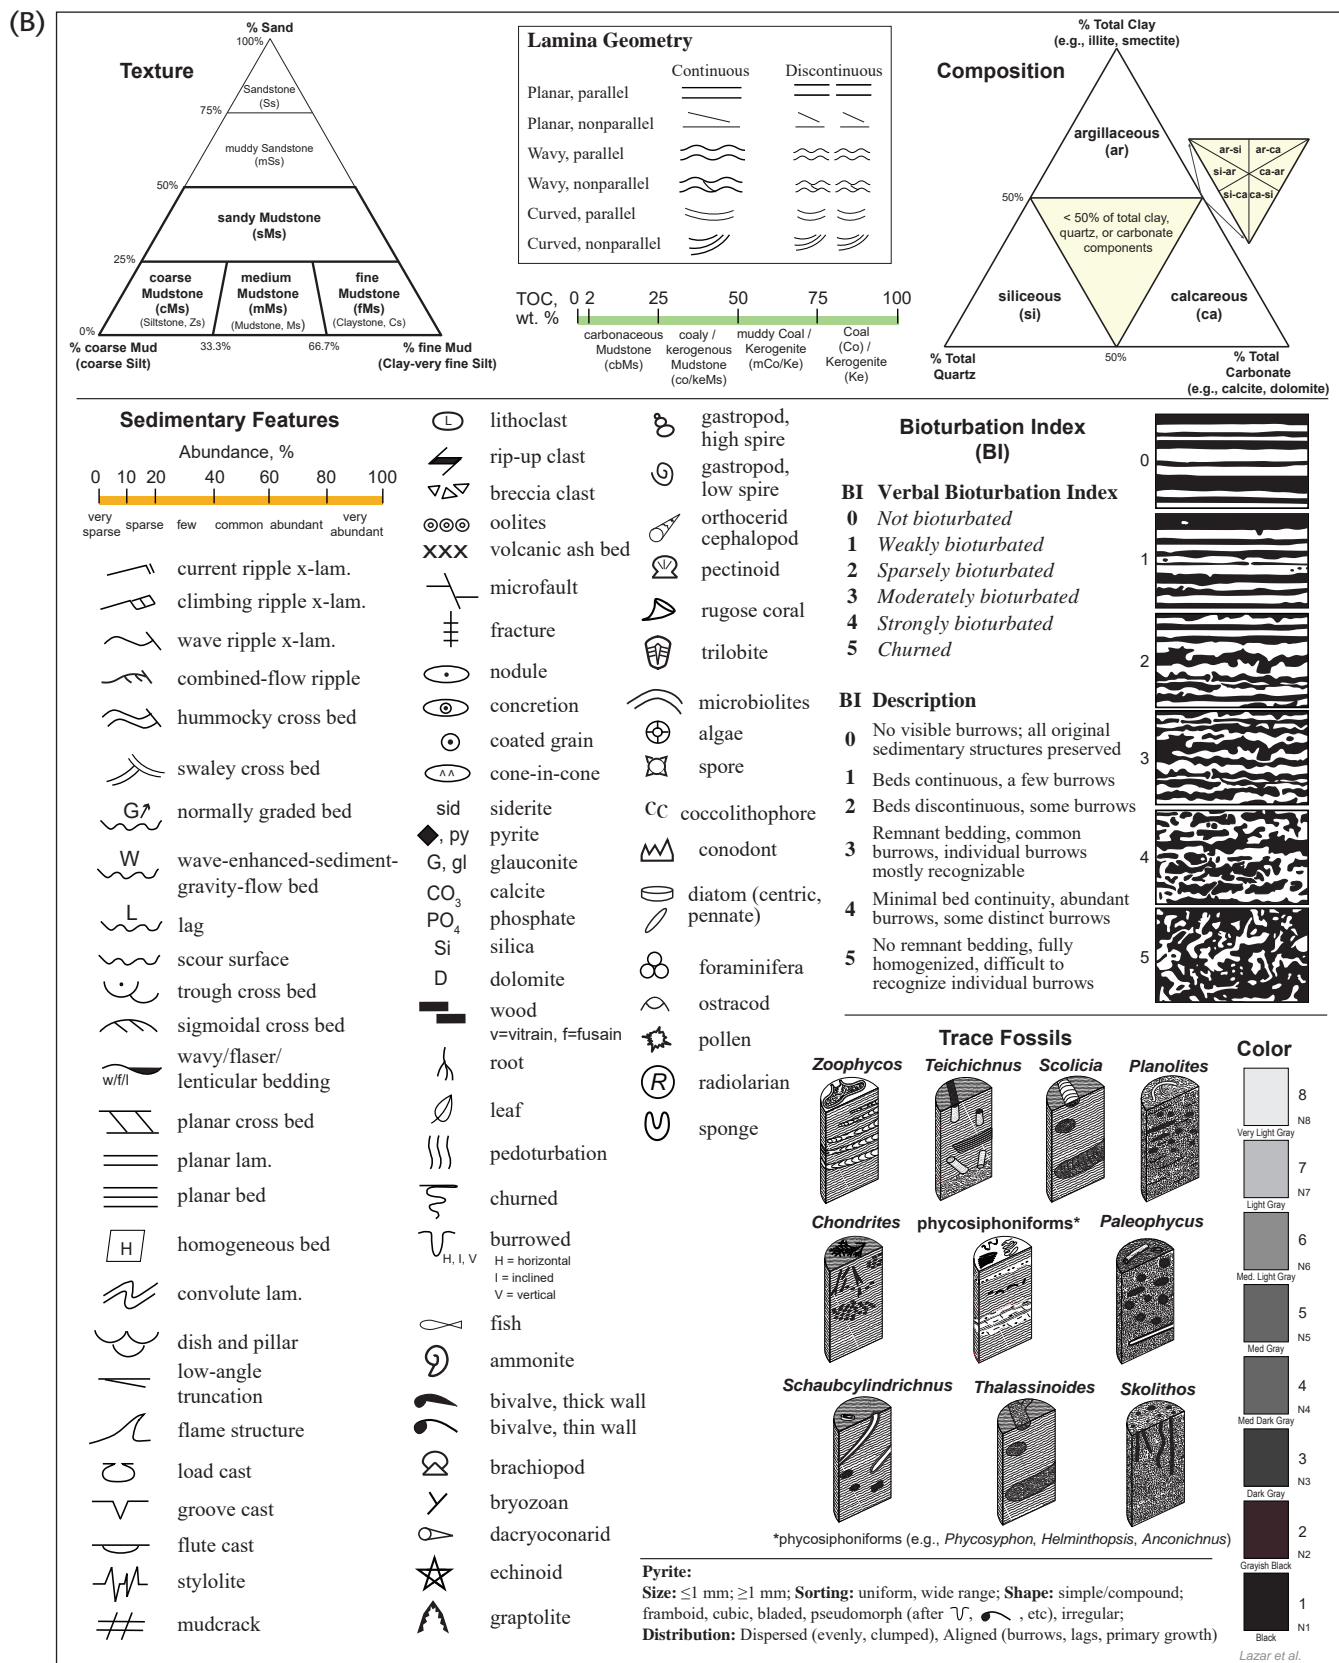 (B)
% Sand
100%
Texture
Sandstone
(Ss)
75%
muddy Sandstone
(mSs)
50%
sandy Mudstone
(sMs)
25%
coarse
Mudstone
(cMs)
(Siltstone, Zs)
medium
Mudstone
(mMs)
(Mudstone, Ms)
fine
Mudstone
(fMs)
(Claystone, Cs)
0%
% coarse Mud
(coarse Silt)
33.3%
66.7%
% fine Mud
(Clay-very fine Silt)
Lamina Geometry
Continuous Discontinuous
Planar, parallel
Planar, nonparallel
Wavy, parallel
Wavy, nonparallel
Curved, parallel
Curved, nonparallel
TOC,
wt. %
0 2 25 50 75 100
carbonaceous
Mudstone
(cbMs)
coaly /
kerogenous
Mudstone
(co/keMs)
muddy Coal /
Kerogenite
(mCo/Ke)
Coal
(Co) /
Kerogenite
(Ke)
% Total Clay
(e.g., illite, smectite)
Composition
argillaceous
(ar)
ar-si ar-ca
si-ar ca-ar
si-ca ca-si
50%
< 50% of total clay,
quartz, or carbonate
components
siliceous
(si)
calcareous
(ca)
% Total
Quartz
50%
% Total
Carbonate
(e.g., calcite, dolomite)
Sedimentary Features
Abundance, %
0 10 20 40 60 80 100
very
sparse
sparse
few
common
abundant
very
abundant
current ripple x-lam.
climbing ripple x-lam.
wave ripple x-lam.
combined-flow ripple
hummocky cross bed
swaley cross bed
G normally graded bed
W wave-enhanced-sediment-
gravity-flow bed
L lag
scour surface
trough cross bed
sigmoidal cross bed
w/f/l wavy/flaser/
lenticular bedding
planar cross bed
planar lam.
planar bed
H homogeneous bed
convolute lam.
dish and pillar
low-angle
truncation
flame structure
load cast
groove cast
flute cast
stylolite
mudcrack
L lithoclast
rip-up clast
breccia clast
oolites
XXX volcanic ash bed
microfault
fracture
nodule
concretion
coated grain
^^ cone-in-cone
sid siderite
, py pyrite
G, gl glauconite
CO3 calcite
PO4 phosphate
Si silica
D dolomite
wood
v=vitrain, f=fusain
root
leaf
pedoturbation
churned
burrowed
H, I, V H = horizontal
I = inclined
V = vertical
fish
ammonite
bivalve, thick wall
bivalve, thin wall
brachiopod
bryozoan
dacryoconarid
echinoid
graptolite
gastropod,
high spire
gastropod,
low spire
orthocerid
cephalopod
pectinoid
rugose coral
trilobite
microbiolites
algae
spore
CC coccolithophore
conodont
diatom (centric,
pennate)
foraminifera
ostracod
pollen
R radiolarian
sponge
Bioturbation Index
(BI)
BI Verbal Bioturbation Index
0 Not bioturbated
1 Weakly bioturbated
2 Sparsely bioturbated
3 Moderately bioturbated
4 Strongly bioturbated
5 Churned
BI Description
0 No visible burrows; all original
sedimentary structures preserved
1 Beds continuous, a few burrows
2 Beds discontinuous, some burrows
3 Remnant bedding, common
burrows, individual burrows
mostly recognizable
4 Minimal bed continuity, abundant
burrows, some distinct burrows
5 No remnant bedding, fully
homogenized, difficult to
recognize individual burrows
0
1
2
3
4
5
Trace Fossils
Zoophycos Teichichnus Scolicia Planolites
Chondrites phycosiphoniforms* Paleophycus
Schaubcylindrichnus Thalassinoides Skolithos
*phycosiphoniforms (e.g., Phycosyphon, Helminthopsis, Anconichnus)
Color
8
N8
Very Light Gray
7
N7
Light Gray
6
N6
Med. Light Gray
5
N5
Med Gray
4
N4
Med Dark Gray
3
N3
Dark Gray
2
N2
Grayish Black
1
N1
Black
Pyrite:
Size: ≤1 mm; ≥1 mm; Sorting: uniform, wide range; Shape: simple/compound;
framboid, cubic, bladed, pseudomorph (after , , etc), irregular;
Distribution: Dispersed (evenly, clumped), Aligned (burrows, lags, primary growth)
Lazar et al.